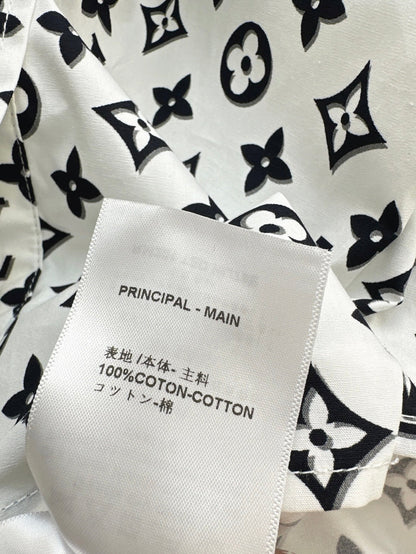 PRINCIPAL - MAIN
表地/本体- 主料
100%COTON-COTTON
コットン-棉